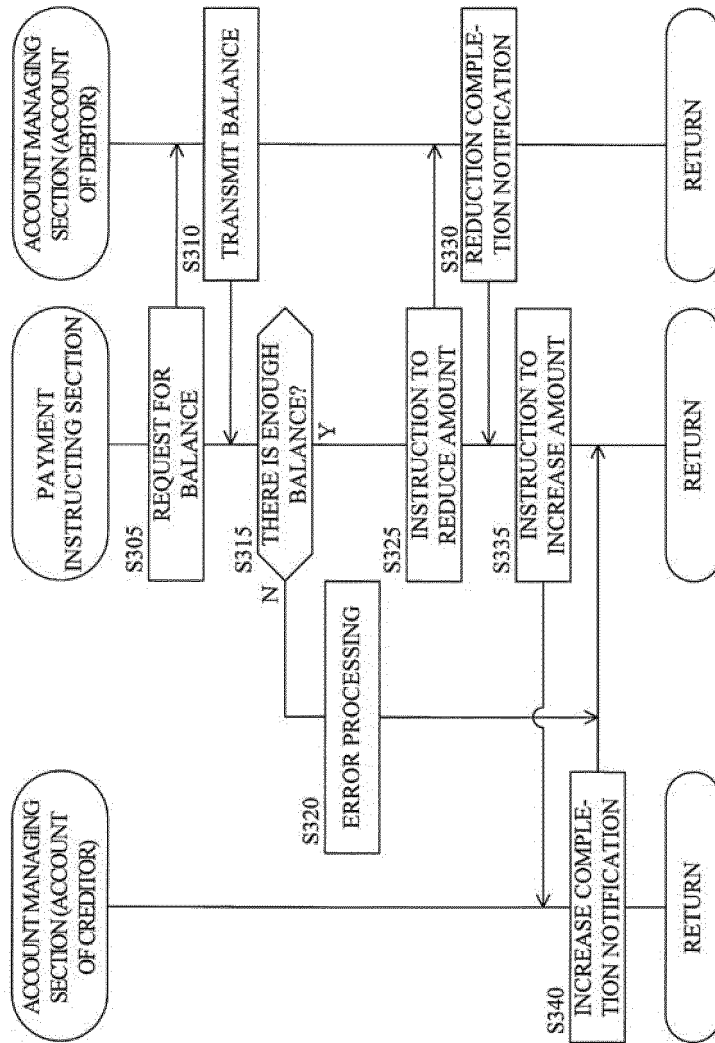 ACCOUNT MANAGING
SECTION (ACCOUNT
OF CREDITOR)
PAYMENT
INSTRUCTING SECTION
ACCOUNT MANAGING
SECTION (ACCOUNT
OF DEBTOR)
S305
REQUEST FOR
BALANCE
S310
TRANSMIT BALANCE
S315
THERE IS ENOUGH
BALANCE?
N
Y
S320
ERROR PROCESSING
S325
INSTRUCTION TO
REDUCE AMOUNT
S330
REDUCTION COMPLE-
TION NOTIFICATION
S335
INSTRUCTION TO
INCREASE AMOUNT
S340
INCREASE COMPLE-
TION NOTIFICATION
RETURN
RETURN
RETURN